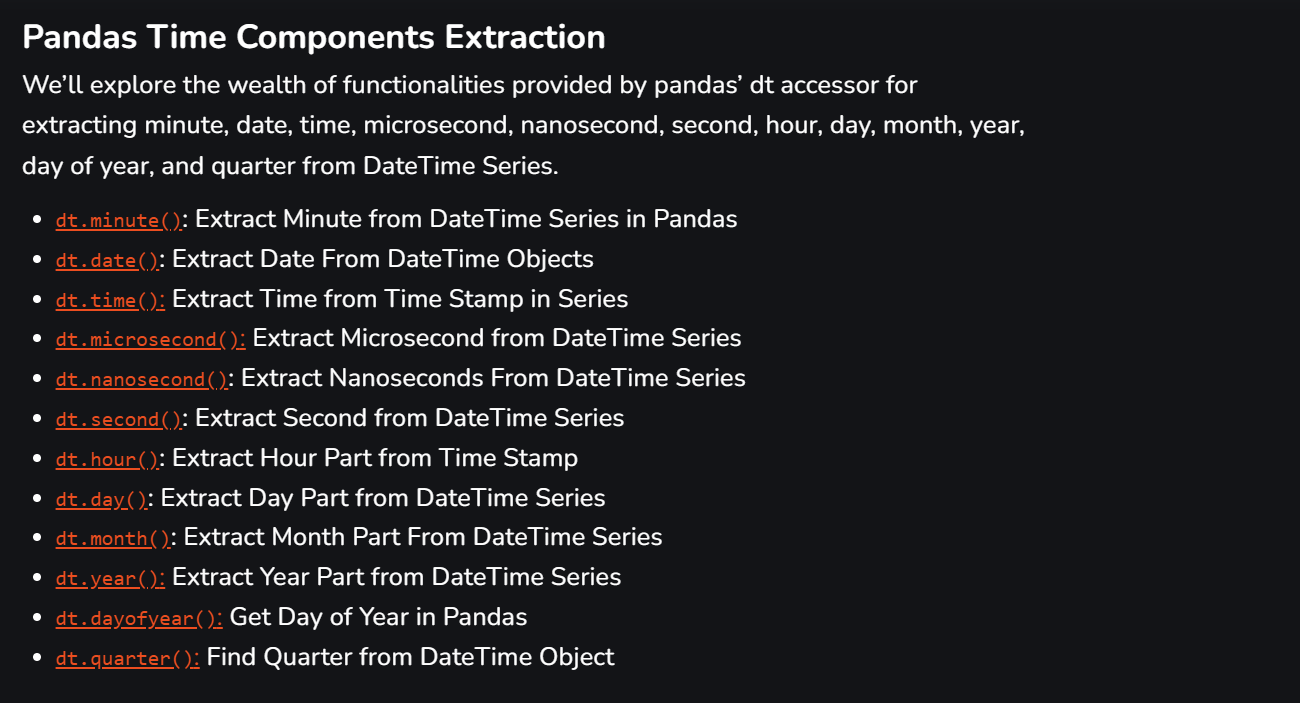 Pandas Time Components Extraction
We’ll explore the wealth of functionalities provided by pandas’ dt accessor for
extracting minute, date, time, microsecond, nanosecond, second, hour, day, month, year,
day of year, and quarter from DateTime Series.
• dt.minute(): Extract Minute from DateTime Series in Pandas
• dt.date(): Extract Date From DateTime Objects
• dt.time(): Extract Time from Time Stamp in Series
• dt.microsecond(): Extract Microsecond from DateTime Series
• dt.nanosecond(): Extract Nanoseconds From DateTime Series
• dt.second(): Extract Second from DateTime Series
• dt.hour(): Extract Hour Part from Time Stamp
• dt.day(): Extract Day Part from DateTime Series
• dt.month(): Extract Month Part From DateTime Series
• dt.year(): Extract Year Part from DateTime Series
• dt.dayofyear(): Get Day of Year in Pandas
• dt.quarter(): Find Quarter from DateTime Object